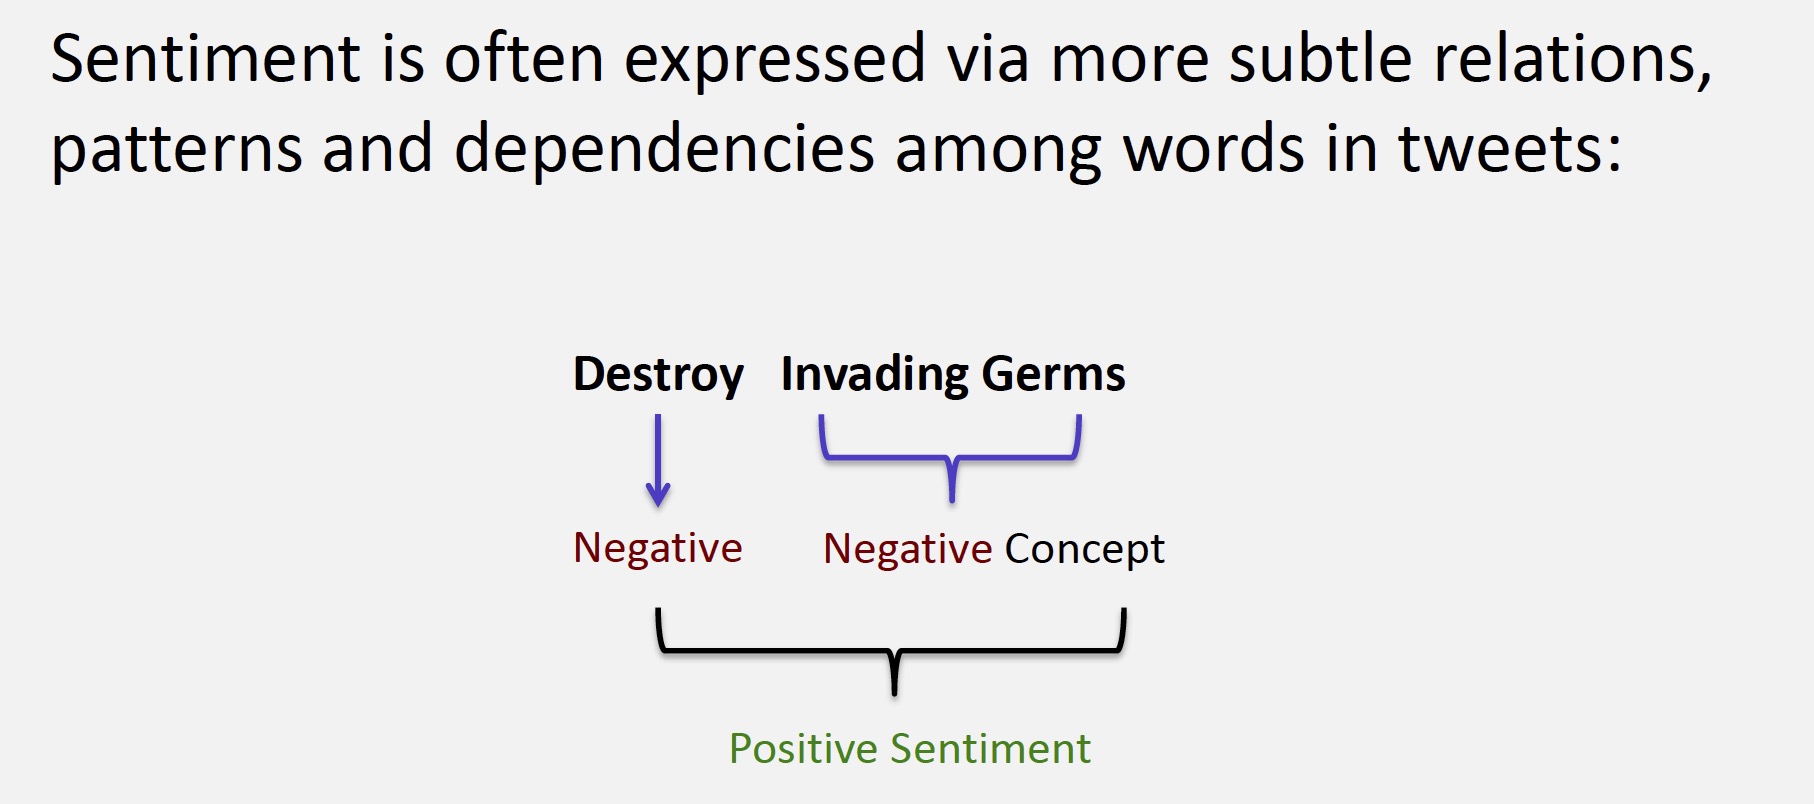 Sentiment is often expressed via more subtle relations,
patterns and dependencies among words in tweets:
Destroy Invading Germs
Negative Negative Concept
Positive Sentiment